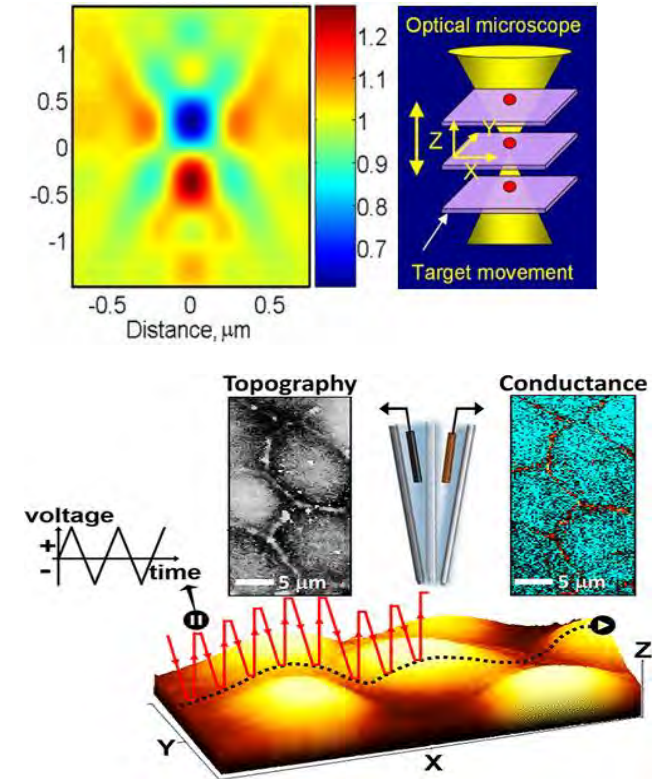 1
0.5
0
-0.5
-1
-0.5 0 0.5
Distance, μm
1.2
1.1
1
0.9
0.8
0.7
Optical microscope
Z
Y
X
Target movement
Topography
5 μm
Conductance
5 μm
voltage
+
-
time
Z
Y
X